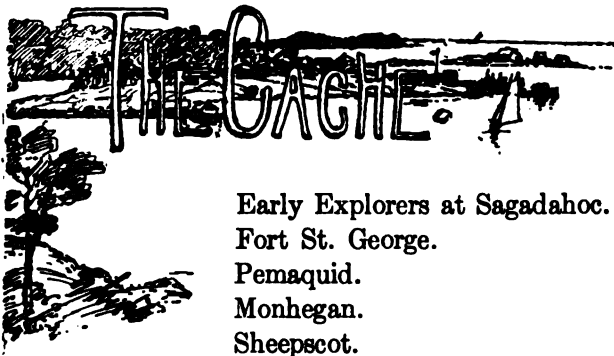 THE CACHE.
Early Explorers at Sagadahoc.
Fort St. George.
Pemaquid.
Monhegan.
Sheepscot.